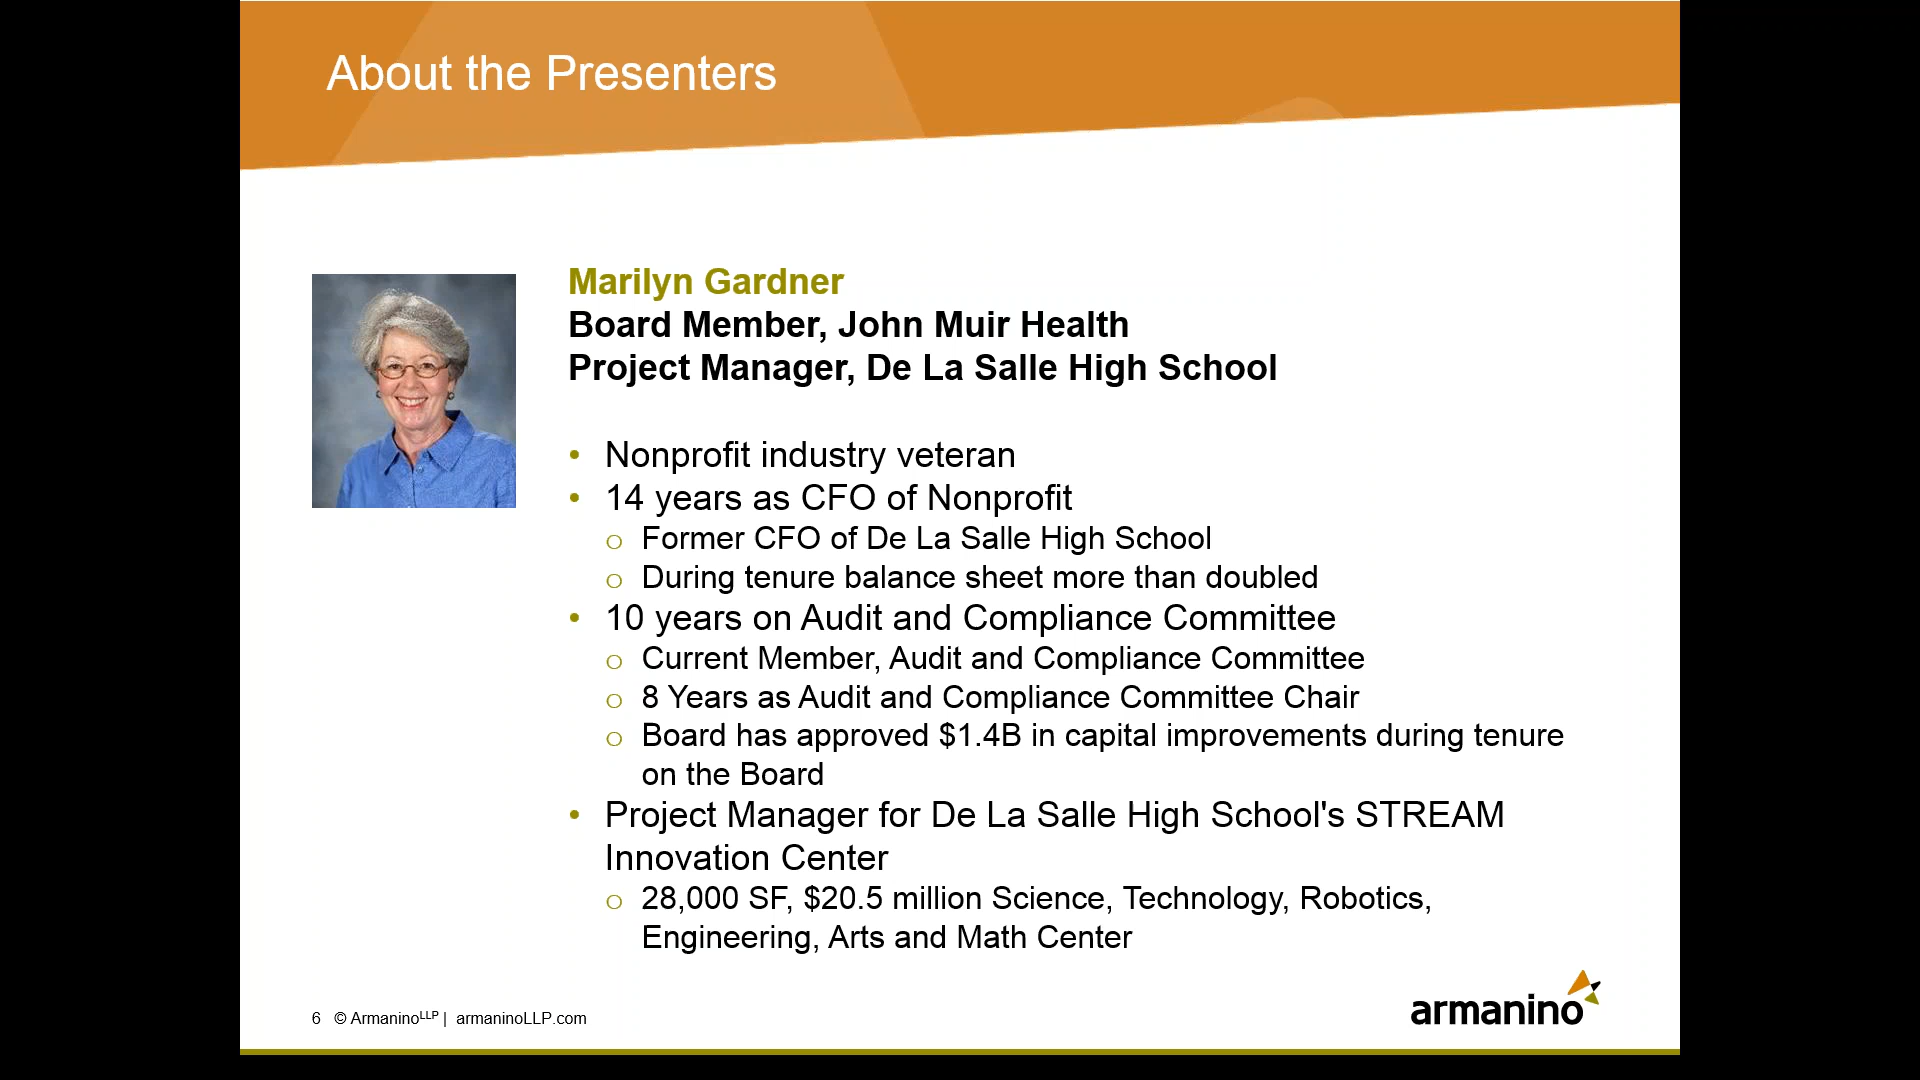 About the Presenters
Marilyn Gardner
Board Member, John Muir Health
Project Manager, De La Salle High School
• Nonprofit industry veteran
• 14 years as CFO of Nonprofit
o Former CFO of De La Salle High School
o During tenure balance sheet more than doubled
• 10 years on Audit and Compliance Committee
o Current Member, Audit and Compliance Committee
o 8 Years as Audit and Compliance Committee Chair
o Board has approved $1.4B in capital improvements during tenure
on the Board
• Project Manager for De La Salle High School's STREAM
Innovation Center
o 28,000 SF, $20.5 million Science, Technology, Robotics,
Engineering, Arts and Math Center
6 © ArmaninoLLP | armaninoLLP.com
armanino